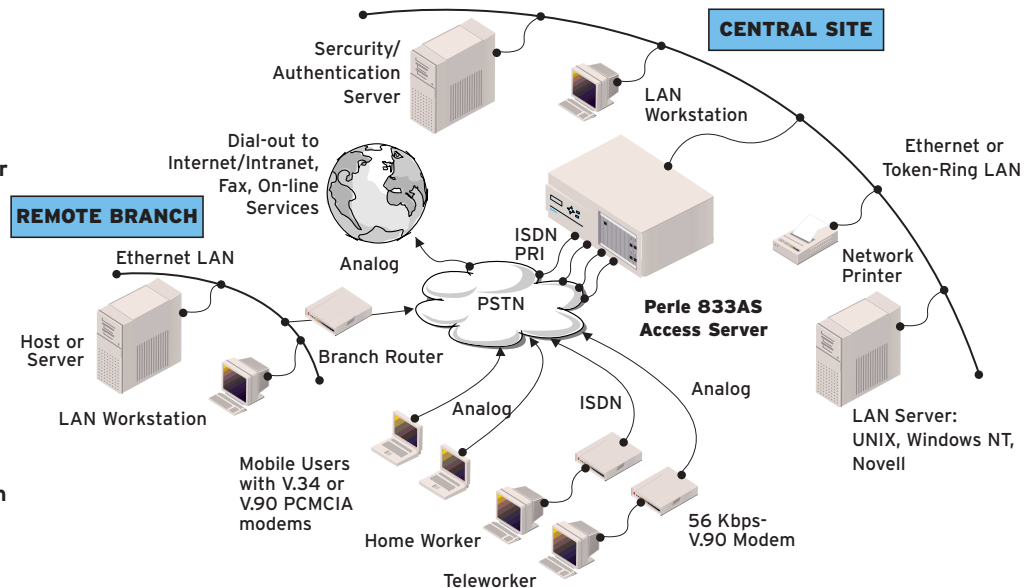 CENTRAL SITE
Sercurity/
Authentication
Server
LAN
Workstation
Dial-out to
Internet/Intranet,
Fax, On-line
Services
Ethernet or
Token-Ring LAN
r
REMOTE BRANCH
ISDN
PRI
Ethernet LAN
Analog
Network
Printer
PSTN
Perle 833AS
Access Server
Host or
Server
Branch Router
LAN Workstation
Analog
ISDN
Analog
LAN Server:
UNIX, Windows NT,
Novell
Mobile Users
with V.34 or
V.90 PCMCIA
modems
n
56 Kbps-
V.90 Modem
Home Worker
Teleworker